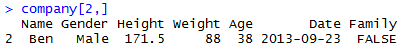 > company[2,]
  Name Gender Height Weight Age       Date Family
2  Ben   Male  171.5     88  38 2013-09-23  FALSE